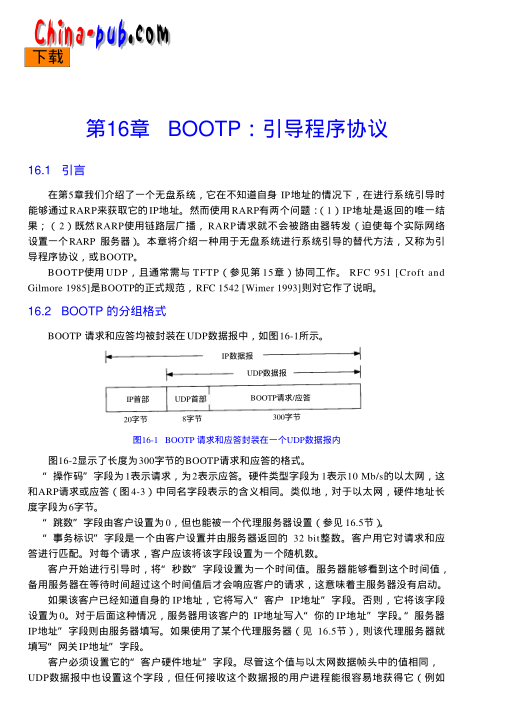 China-pub.com
下载
第16章 BOOTP：引导程序协议
16.1 引言
在第5章我们介绍了一个无盘系统，它在不知道自身 IP地址的情况下，在进行系统引导时
能够通过RARP来获取它的IP地址。然而使用RARP有两个问题：（1）IP地址是返回的唯一结
果；（2）既然RARP使用链路层广播，RARP请求就不会被路由器转发（迫使每个实际网络
设置一个RARP 服务器）。本章将介绍一种用于无盘系统进行系统引导的替代方法，又称为引
导程序协议，或BOOTP。
BOOTP使用UDP，且通常需与 TFTP（参见第15章）协同工作。 RFC 951 [Croft and
Gilmore 1985]是BOOTP的正式规范，RFC 1542 [Wimer 1993]则对它作了说明。
16.2 BOOTP 的分组格式
BOOTP 请求和应答均被封装在UDP数据报中，如图16-1所示。
IP数据报
UDP数据报
IP首部 UDP首部 BOOTP请求/应答
20字节 8字节 300字节
图16-1 BOOTP 请求和应答封装在一个UDP数据报内
图16-2显示了长度为300字节的BOOTP请求和应答的格式。
“ 操作码”字段为1表示请求，为2表示应答。硬件类型字段为1表示10 Mb/s的以太网，这
和ARP请求或应答（图4-3）中同名字段表示的含义相同。类似地，对于以太网，硬件地址长
度字段为6字节。
“ 跳数”字段由客户设置为0，但也能被一个代理服务器设置（参见16.5节）。
“ 事务标识”字段是一个由客户设置并由服务器返回的 32 bit整数。客户用它对请求和应
答进行匹配。对每个请求，客户应该将该字段设置为一个随机数。
客户开始进行引导时，将“秒数”字段设置为一个时间值。服务器能够看到这个时间值，
备用服务器在等待时间超过这个时间值后才会响应客户的请求，这意味着主服务器没有启动。
如果该客户已经知道自身的IP地址，它将写入“客户 IP地址”字段。否则，它将该字段
设置为0。对于后面这种情况，服务器用该客户的 IP地址写入“你的IP地址”字段。“服务器
IP地址”字段则由服务器填写。如果使用了某个代理服务器（见 16.5节），则该代理服务器就
填写“网关IP地址”字段。
客户必须设置它的“客户硬件地址”字段。尽管这个值与以太网数据帧头中的值相同，
UDP数据报中也设置这个字段，但任何接收这个数据报的用户进程能很容易地获得它（例如